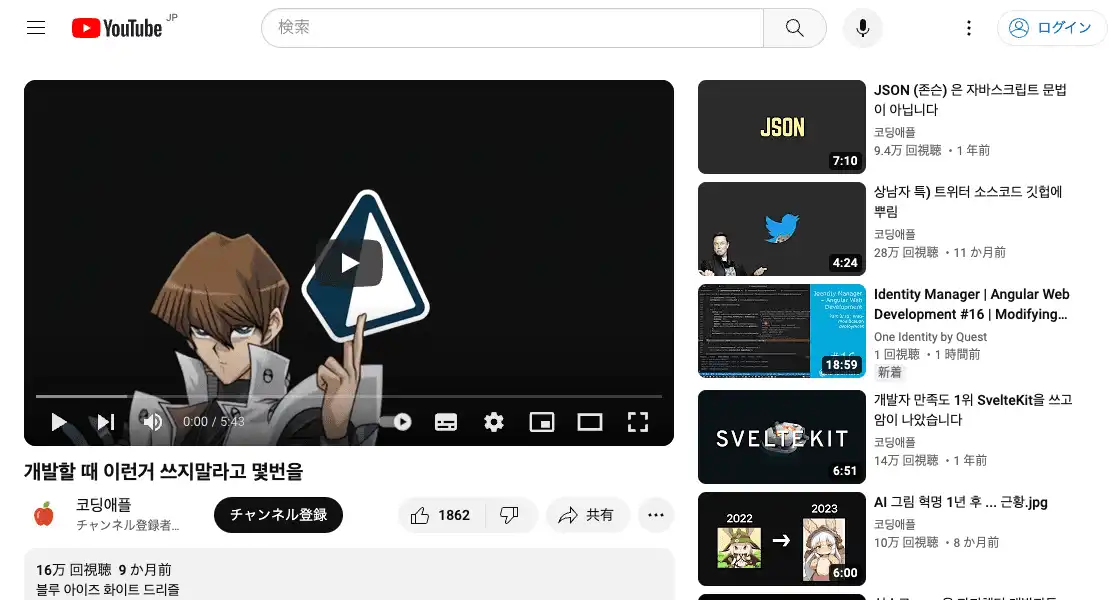 YouTube JP
検索
ログイン
0:00 / 5:43
개발할 때 이런거 쓰지말라고 몇번을
코딩애플
チャンネル登録者...
チャンネル登録
1862
共有
16万 回視聴 9 か月前
블루 아이즈 화이트 드리즐
JSON
7:10
JSON (존슨) 은 자바스크립트 문법
이 아닙니다
코딩애플
9.4万 回視聴 ・1 年前
4:24
상남자 특) 트위터 소스코드 깃헙에
뿌림
코딩애플
28万 回視聴 ・11 か月前
18:59
Identity Manager | Angular Web
Development #16 | Modifying...
One Identity by Quest
1 回視聴 ・1 時間前
新着
SVELTEKIT
6:51
개발자 만족도 1위 SvelteKit을 쓰고
암이 나았습니다
코딩애플
14万 回視聴 ・1 年前
2022
2023
6:00
AI 그림 혁명 1년 후 ... 근황.jpg
코딩애플
10万 回視聴 ・8 か月前